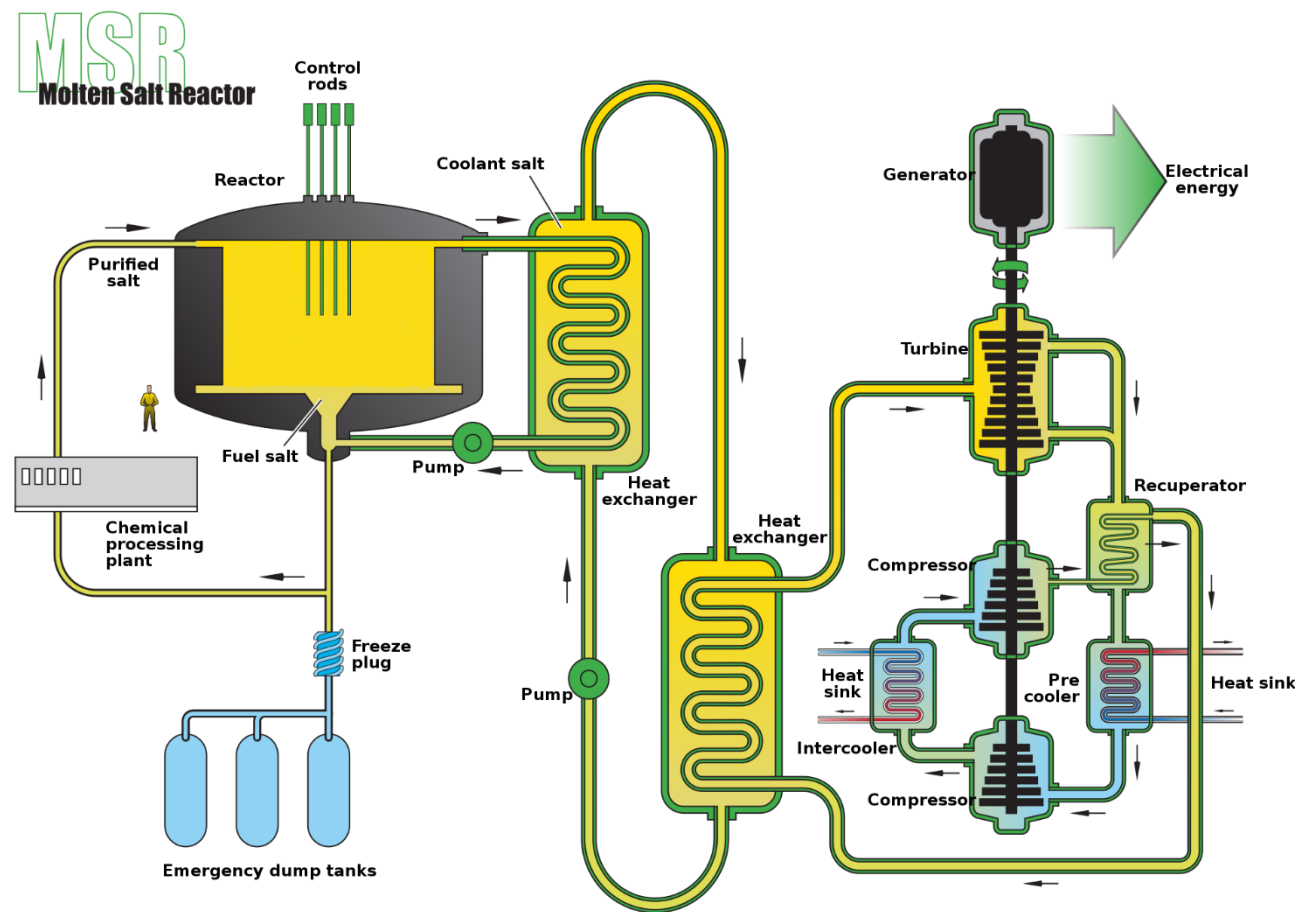 MSR
Molten Salt Reactor
Control
rods
Coolant salt
Reactor
Generator
Electrical
energy
Purified
salt
Turbine
Fuel salt
Pump
Heat
exchanger
Recuperator
Chemical
processing
plant
Heat
exchanger
Compressor
Freeze
plug
Pump
Heat
sink
Pre
cooler
Heat sink
Intercooler
Compressor
Emergency dump tanks